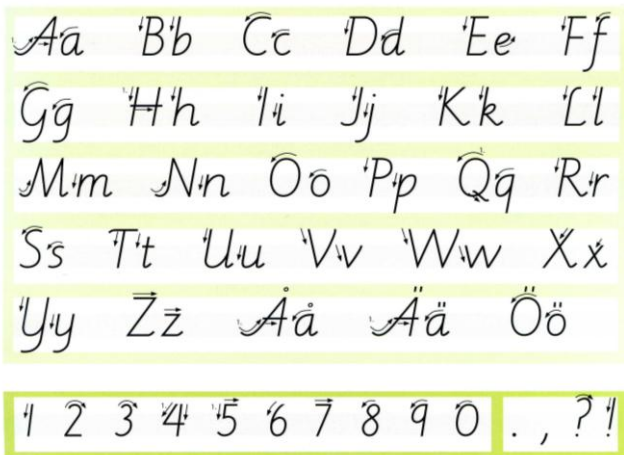 Aa Bb Cc Dd Ee Ff
Gg Hh Ii Jj Kk Ll
Mm Nn Oo Pp Qq Rr
Ss Tt Uu Vv Ww Xx
Yy Zz Åå Ää Öö
1 2 3 4 5 6 7 8 9 0 . , ? !